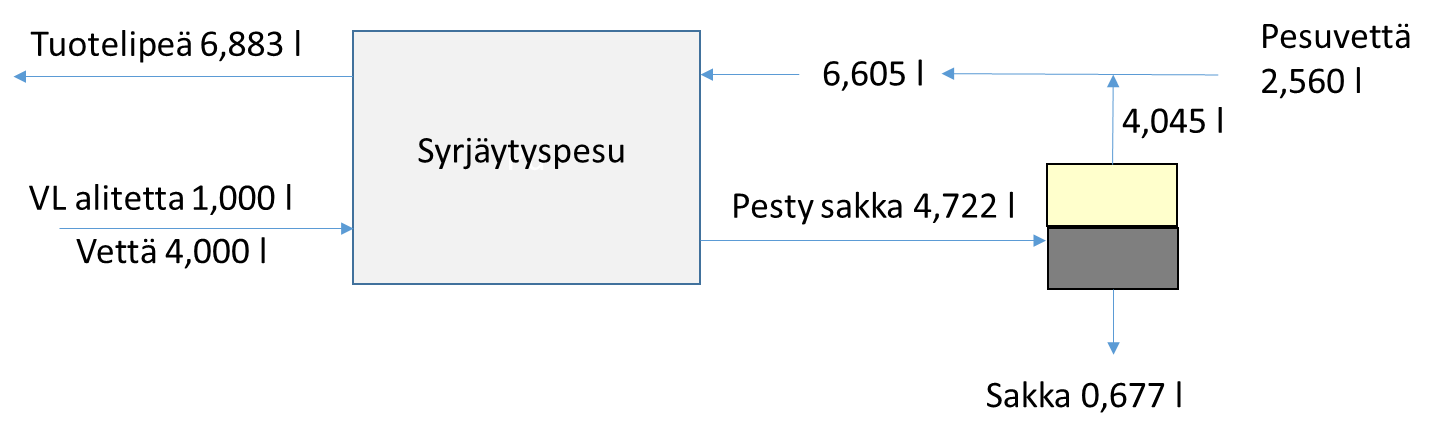 Tuotelipeä 6,883 l
Pesuvettä
2,560 l
6,605 l
4,045 l
Syrjäytyspesu
VL alitetta 1,000 l
Pesty sakka 4,722 l
Vettä 4,000 l
Sakka 0,677 l